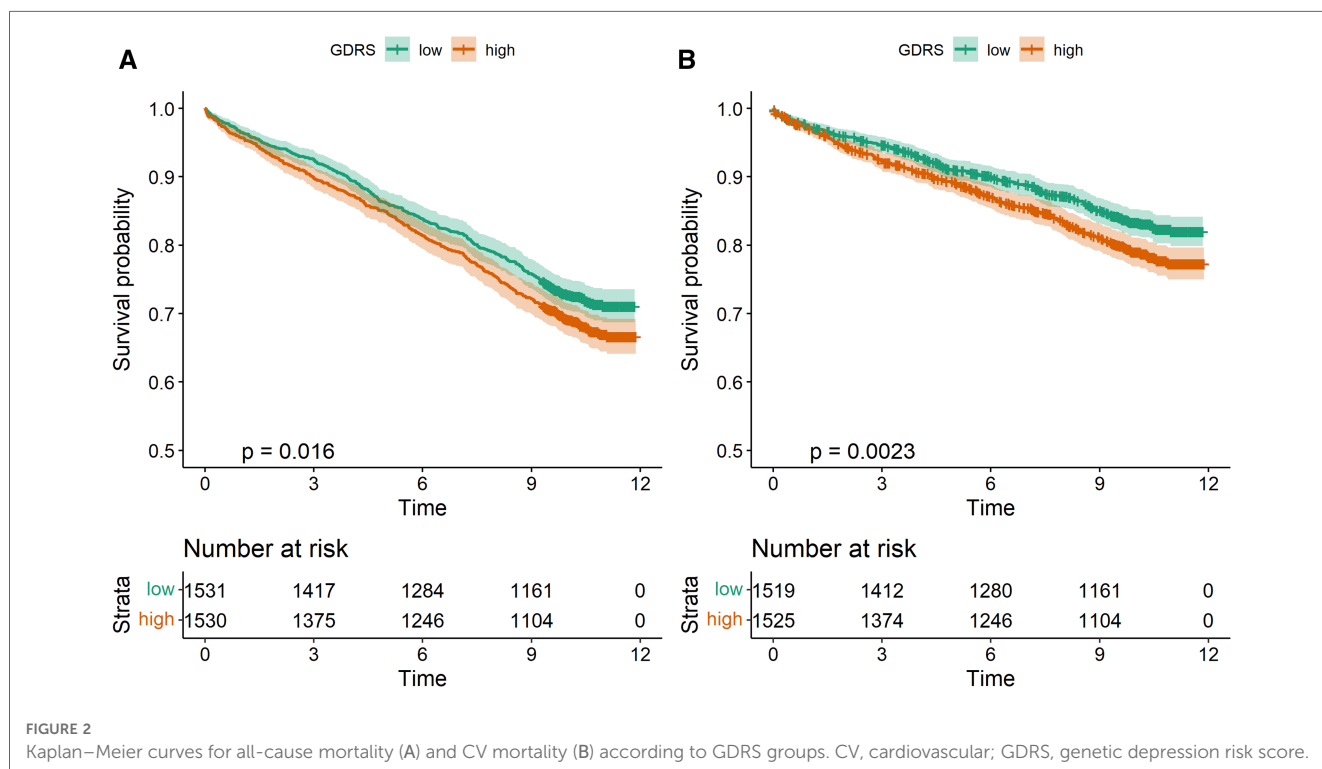 A
GDRS low high
Survival probability
1.0
0.9
0.8
0.7
0.6
0.5
p = 0.016
0 3 6 9 12
Time
Number at risk
Strata
low 1531 1417 1284 1161 0
high 1530 1375 1246 1104 0
0 3 6 9 12
Time
B
GDRS low high
Survival probability
1.0
0.9
0.8
0.7
0.6
0.5
p = 0.0023
0 3 6 9 12
Time
Number at risk
Strata
low 1519 1412 1280 1161 0
high 1525 1374 1246 1104 0
0 3 6 9 12
Time
FIGURE 2
Kaplan–Meier curves for all-cause mortality (A) and CV mortality (B) according to GDRS groups. CV, cardiovascular; GDRS, genetic depression risk score.